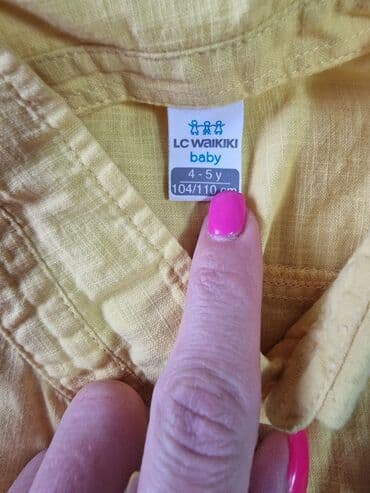 LC WAIKIKI
baby
4 - 5 y
104/110 cm